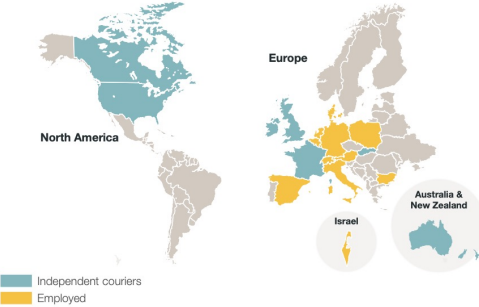 Europe
North America
Australia &
New Zealand
Israel
Independent couriers
Employed